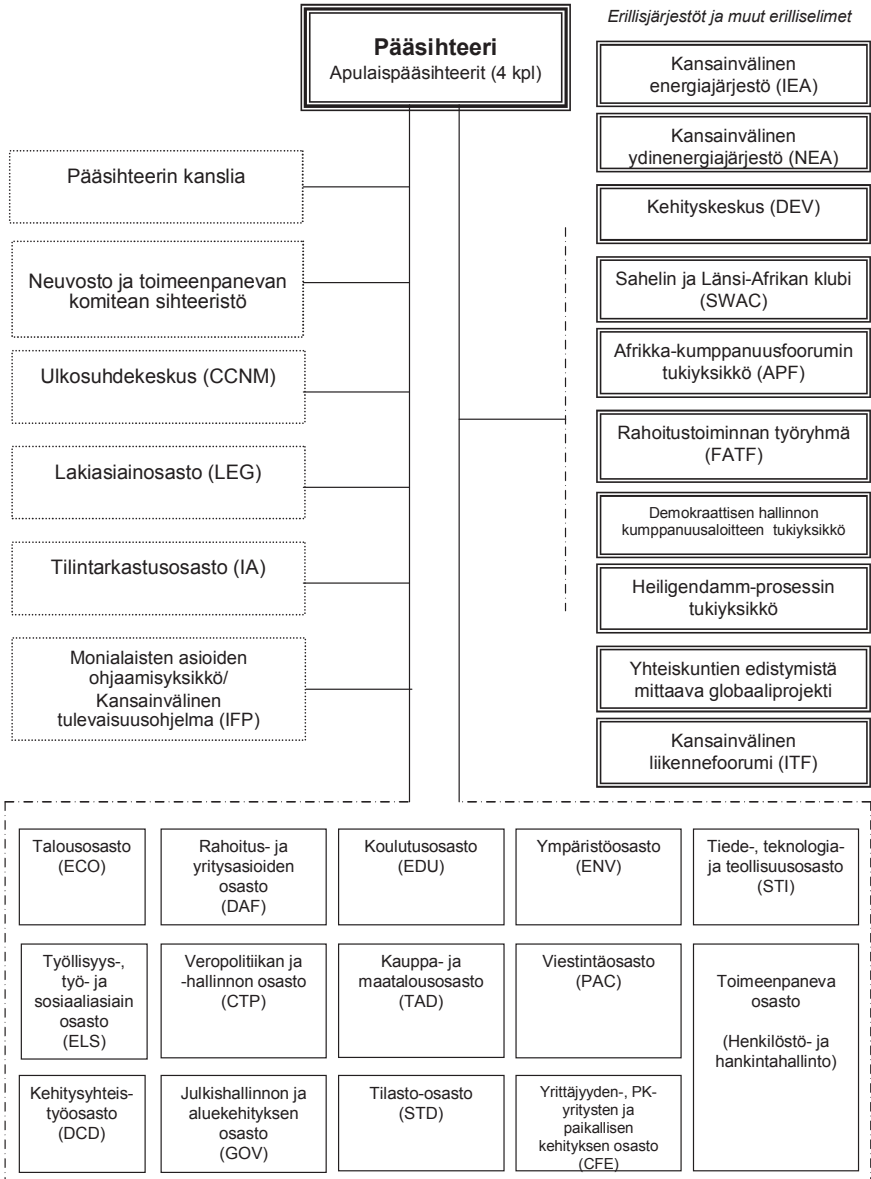 Pääsihteeri
Apulaispääsihteerit (4 kpl)
Pääsihteerin kanslia
Neuvosto ja toimeenpanevan
komitean sihteeristö
Ulkosuhdekeskus (CCNM)
Lakiasiainosasto (LEG)
Tilintarkastusosasto (IA)
Monialaisten asioiden
ohjaamisyksikkö/
Kansainvälinen
tulevaisuusohjelma (IFP)
Erillisjärjestöt ja muut erilliselimet
Kansainvälinen
energiajärjestö (IEA)
Kansainvälinen
ydinenergiajärjestö (NEA)
Kehityskeskus (DEV)
Sahelin ja Länsi-Afrikan klubi
(SWAC)
Afrikka-kumppanuusfoorumin
tukiyksikkö (APF)
Rahoitustoiminnan työryhmä
(FATF)
Demokraattisen hallinnon
kumppanuusaloitteen tukiyksikkö
Heiligendamm-prosessin
tukiyksikkö
Yhteiskuntien edistymistä
mittaava globaaliprojekti
Kansainvälinen
liikennefoorumi (ITF)
Talousosasto
(ECO)
Rahoitus- ja
yritysasioiden
osasto
(DAF)
Koulutusosasto
(EDU)
Ympäristöosasto
(ENV)
Tiede-, teknologia-
ja teollisuusosasto
(STI)
Työllisyys-,
työ- ja
sosiaaliasiain
osasto
(ELS)
Veropolitiikan ja
-hallinnon osasto
(CTP)
Kauppa- ja
maatalousosasto
(TAD)
Viestintäosasto
(PAC)
Toimeenpaneva
osasto
(Henkilöstö- ja
hankintahallinto)
Kehitysyhteis-
työosasto
(DCD)
Julkishallinnon ja
aluekehityksen
osasto
(GOV)
Tilasto-osasto
(STD)
Yrittäjyyden-, PK-
yritysten ja
paikallisen
kehityksen osasto
(CFE)